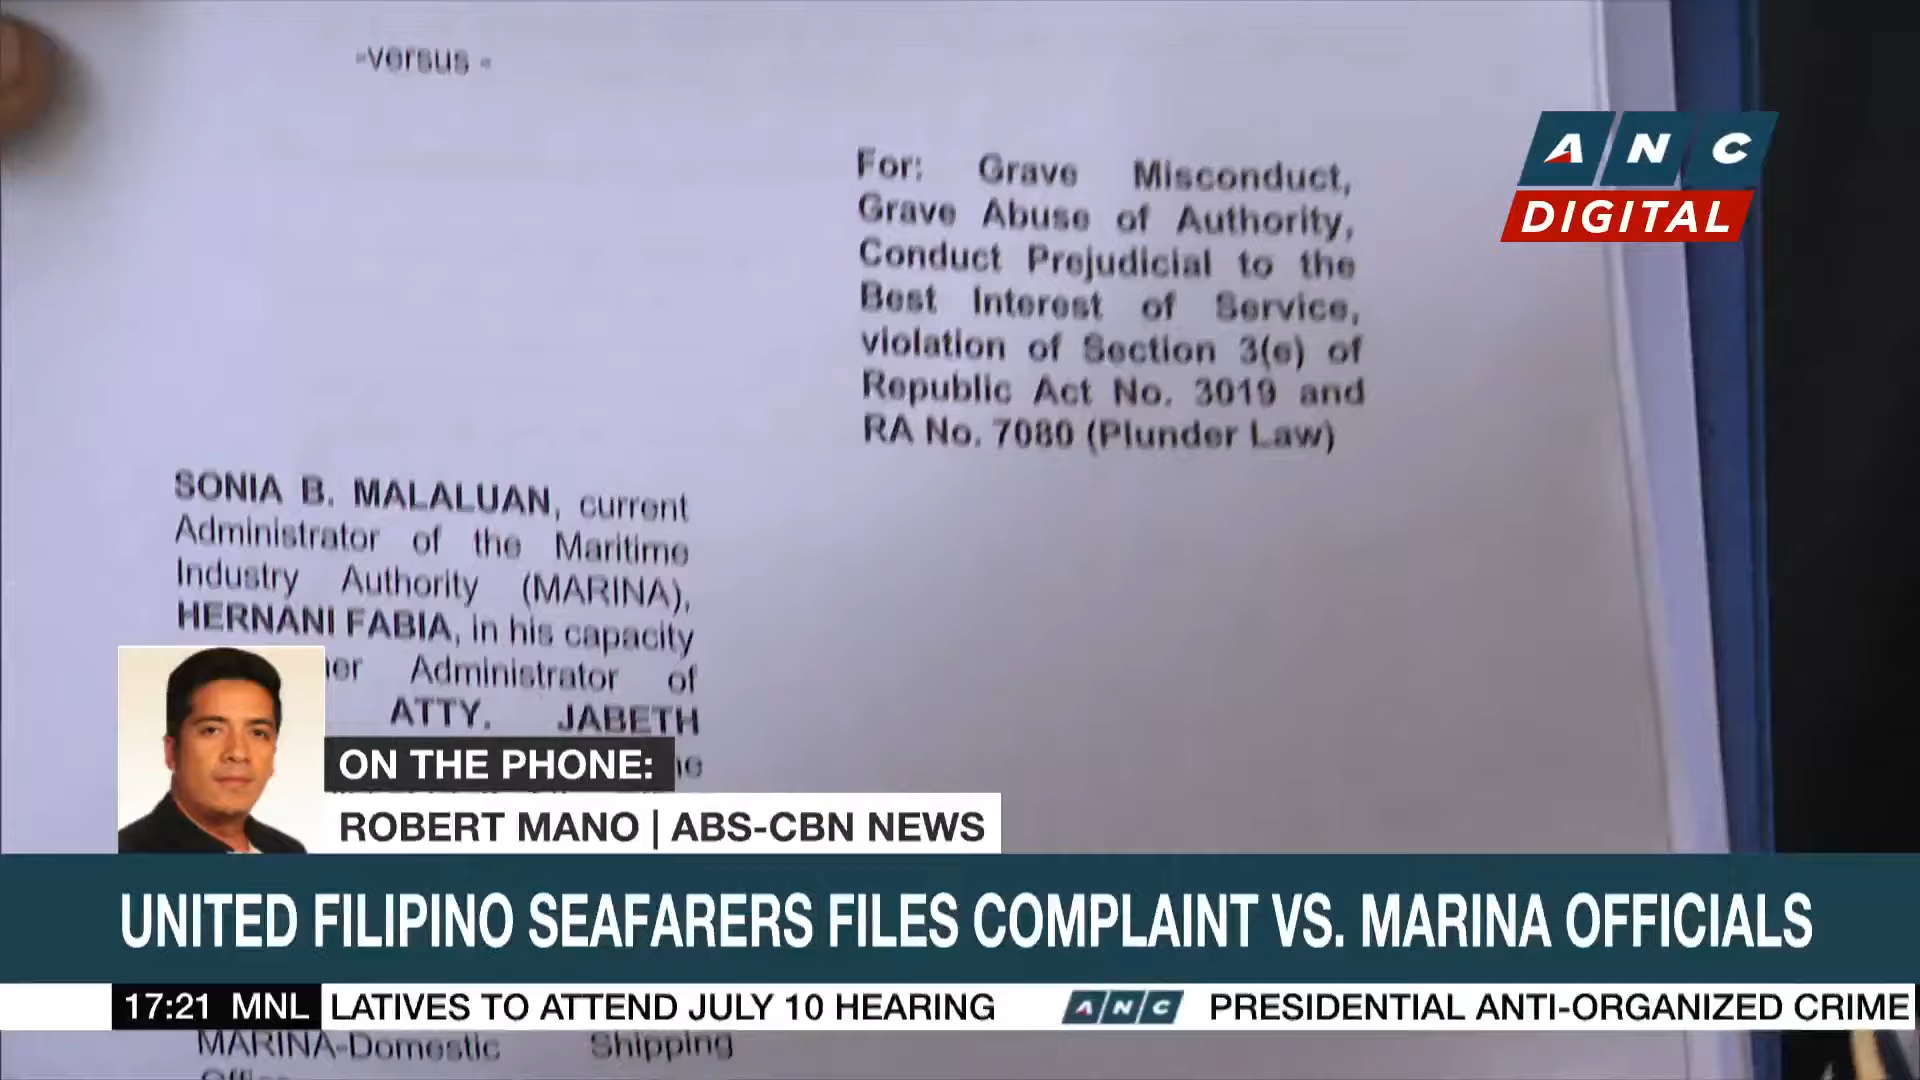 -versus -
For: Grave Misconduct,
Grave Abuse of Authority,
Conduct Prejudicial to the
Best Interest of Service,
violation of Section 3(e) of
Republic Act No. 3019 and
RA No. 7080 (Plunder Law)
ANC
DIGITAL
SONIA B. MALALUAN, current
Administrator of the Maritime
Industry Authority (MARINA),
HERNANI FABIA, in his capacity
Administrator of
ATTY. JABETH
ON THE PHONE:
ROBERT MANO | ABS-CBN NEWS
UNITED FILIPINO SEAFARERS FILES COMPLAINT VS. MARINA OFFICIALS
17:21 MNL LATIVES TO ATTEND JULY 10 HEARING ANC PRESIDENTIAL ANTI-ORGANIZED CRIME
MARINA-Domestic Shipping